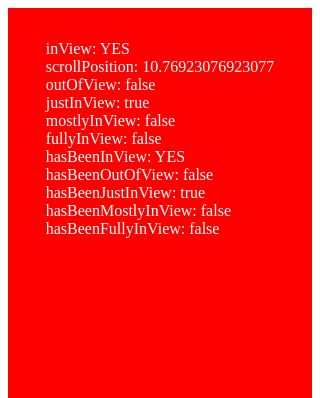 inView: YES
scrollPosition: 10.76923076923077
outOfView: false
justInView: true
mostlyInView: false
fullyInView: false
hasBeenInView: YES
hasBeenOutOfView: false
hasBeenJustInView: true
hasBeenMostlyInView: false
hasBeenFullyInView: false